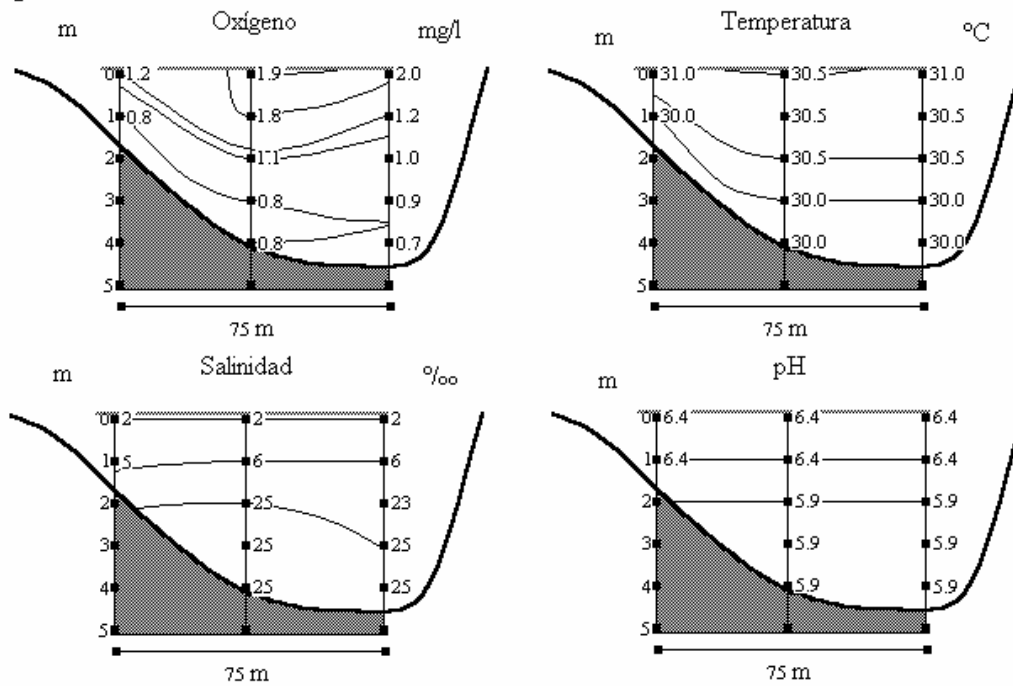 Oxígeno
m mg/l
0 1.2 1.9 2.0
1 0.8 1.8 1.2
2 1.1 1.0
3 0.8 0.9
4 0.8 0.7
5
75 m
Temperatura
m ºC
0 31.0 30.5 31.0
1 30.0 30.5 30.5
2 30.5 30.5
3 30.0 30.0
4 30.0 30.0
5
75 m
Salinidad
m º/oo
0 2 2 2
1 5 6 6
2 25 23
3 25 25
4 25 25
5
75 m
pH
m
0 6.4 6.4 6.4
1 6.4 6.4 6.4
2 5.9 5.9
3 5.9 5.9
4 5.9 5.9
5
75 m